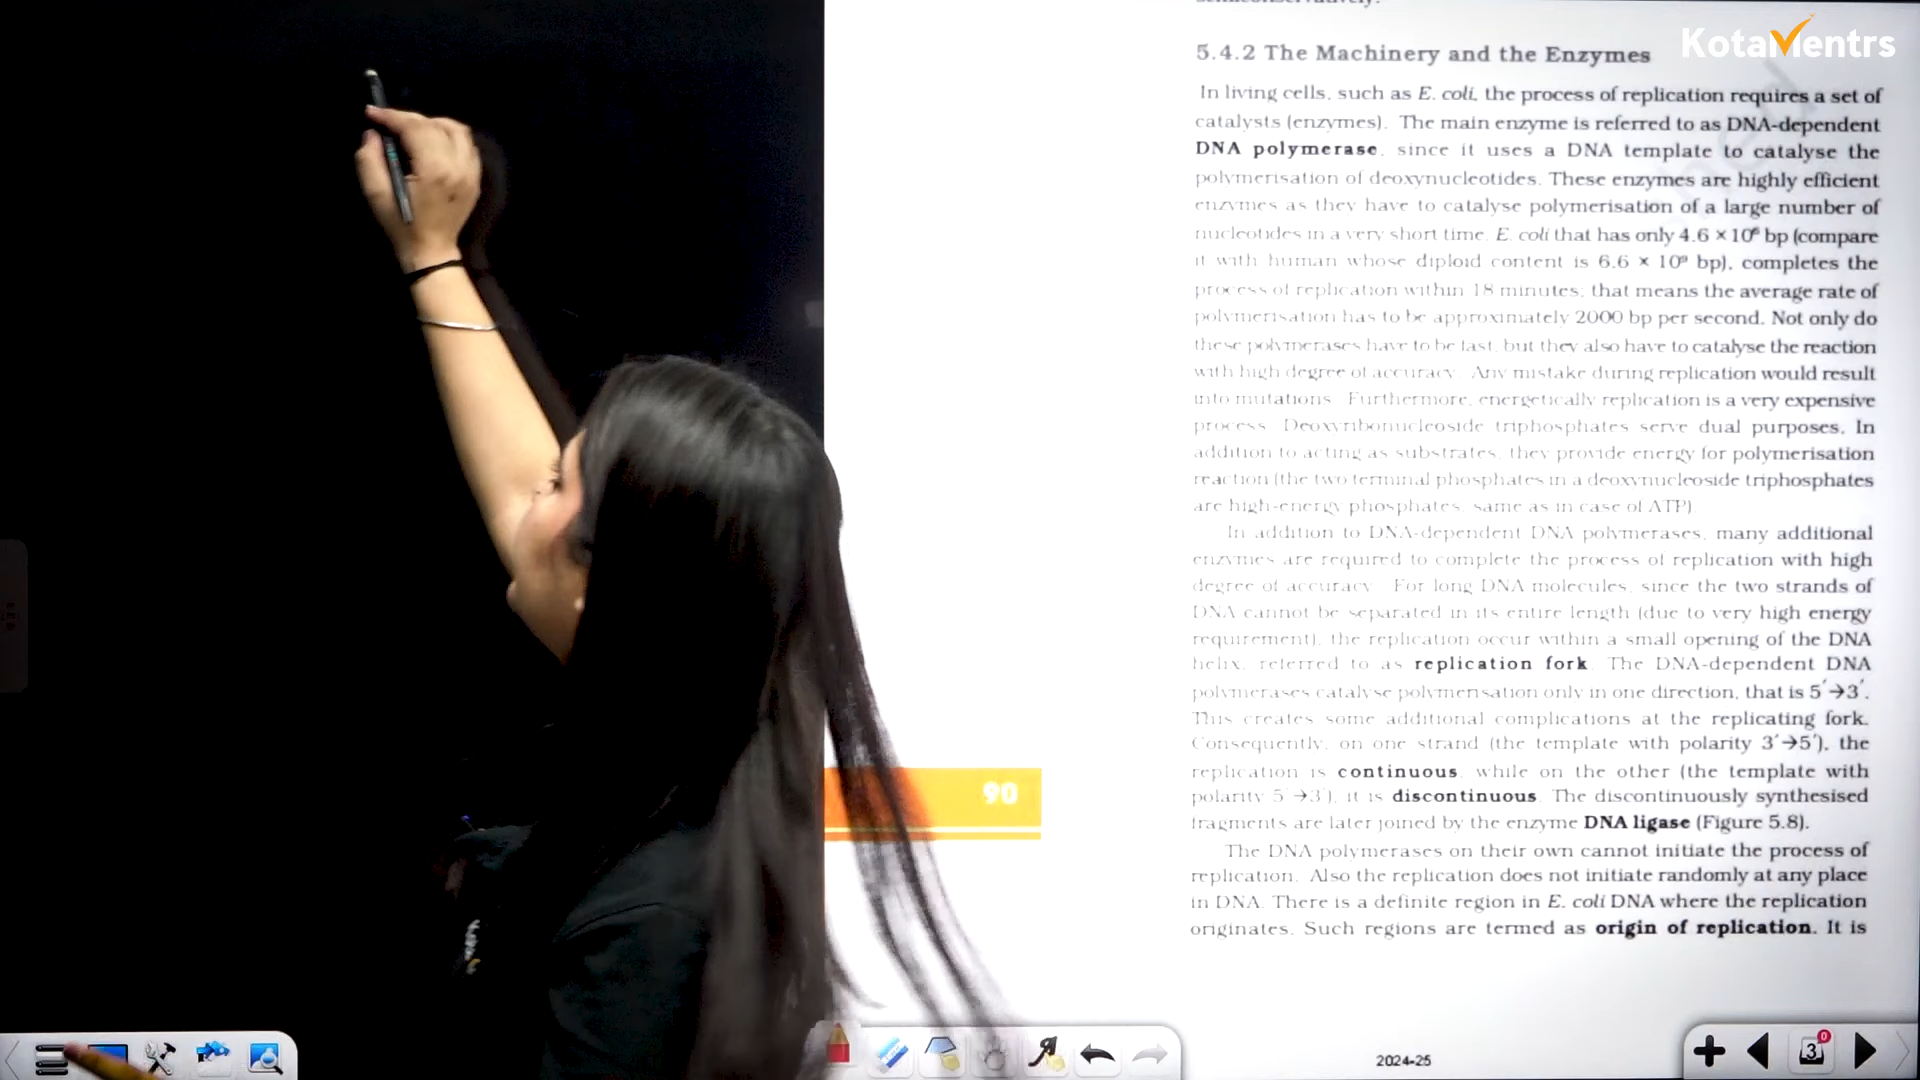 semiconservatively.
KotaMentrs
5.4.2 The Machinery and the Enzymes
In living cells, such as E. coli, the process of replication requires a set of
catalysts (enzymes). The main enzyme is referred to as DNA-dependent
DNA polymerase, since it uses a DNA template to catalyse the
polymerisation of deoxynucleotides. These enzymes are highly efficient
enzymes as they have to catalyse polymerisation of a large number of
nucleotides in a very short time. E. coli that has only 4.6 × 10⁶ bp (compare
it with human whose diploid content is 6.6 × 10⁹ bp), completes the
process of replication within 18 minutes; that means the average rate of
polymerisation has to be approximately 2000 bp per second. Not only do
these polymerases have to be fast, but they also have to catalyse the reaction
with high degree of accuracy. Any mistake during replication would result
into mutations. Furthermore, energetically replication is a very expensive
process. Deoxyribonucleoside triphosphates serve dual purposes. In
addition to acting as substrates, they provide energy for polymerisation
reaction (the two terminal phosphates in a deoxynucleoside triphosphates
are high-energy phosphates, same as in case of ATP).
In addition to DNA-dependent DNA polymerases, many additional
enzymes are required to complete the process of replication with high
degree of accuracy. For long DNA molecules, since the two strands of
DNA cannot be separated in its entire length (due to very high energy
requirement), the replication occur within a small opening of the DNA
helix, referred to as replication fork. The DNA-dependent DNA
polymerases catalyse polymerisation only in one direction, that is 5′→3′.
This creates some additional complications at the replicating fork.
Consequently, on one strand (the template with polarity 3′→5′), the
replication is continuous, while on the other (the template with
polarity 5′→3′), it is discontinuous. The discontinuously synthesised
fragments are later joined by the enzyme DNA ligase (Figure 5.8).
The DNA polymerases on their own cannot initiate the process of
replication. Also the replication does not initiate randomly at any place
in DNA. There is a definite region in E. coli DNA where the replication
originates. Such regions are termed as origin of replication. It is
90
2024-25
3
0